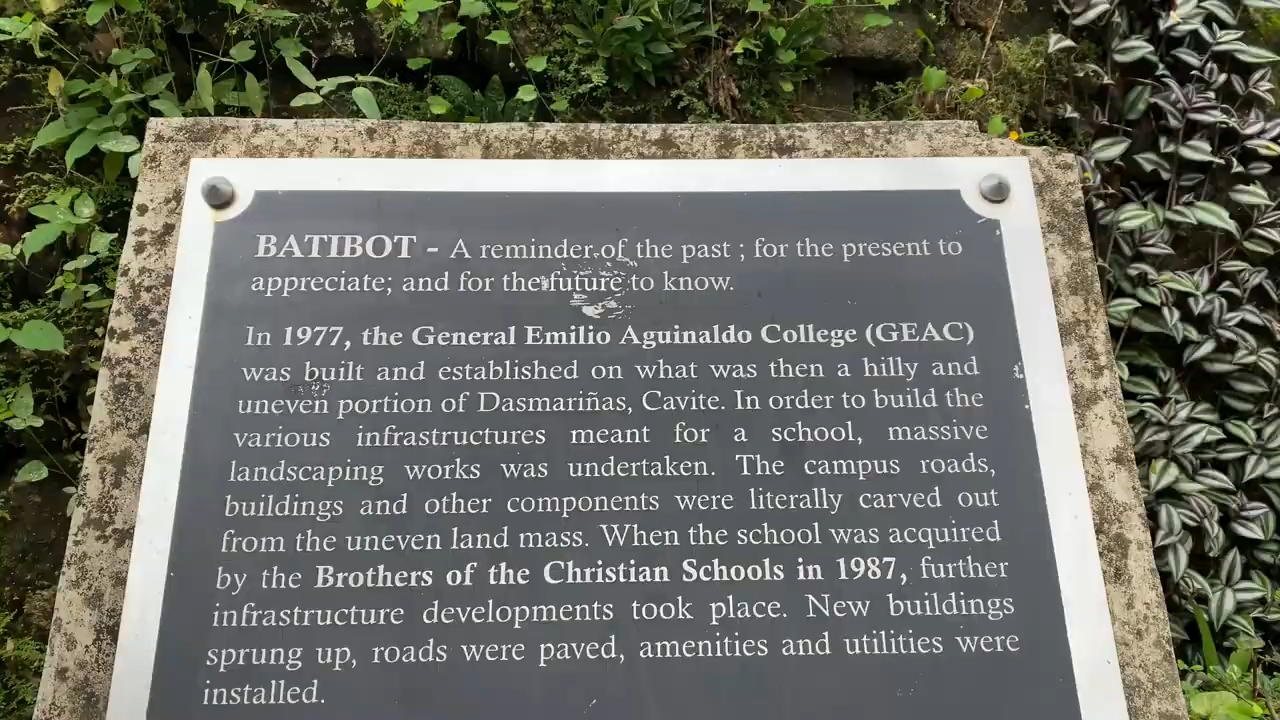 BATIBOT - A reminder of the past ; for the present to
appreciate; and for the future to know.
In 1977, the General Emilio Aguinaldo College (GEAC)
was built and established on what was then a hilly and
uneven portion of Dasmariñas, Cavite. In order to build the
various infrastructures meant for a school, massive
landscaping works was undertaken. The campus roads,
buildings and other components were literally carved out
from the uneven land mass. When the school was acquired
by the Brothers of the Christian Schools in 1987, further
infrastructure developments took place. New buildings
sprung up, roads were paved, amenities and utilities were
installed.